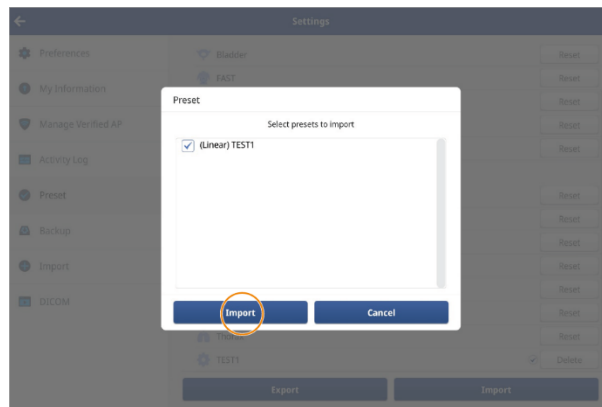 Settings
Preferences
My Information
Manage Verified AP
Activity Log
Preset
Backup
Import
DICOM
Bladder Reset
FAST Reset
Reset
Reset
Reset
Reset
Reset
Reset
Reset
Reset
Reset
Reset
TEST1 Delete
Export Import
Preset
Select presets to import
(Linear) TEST1
Import Cancel